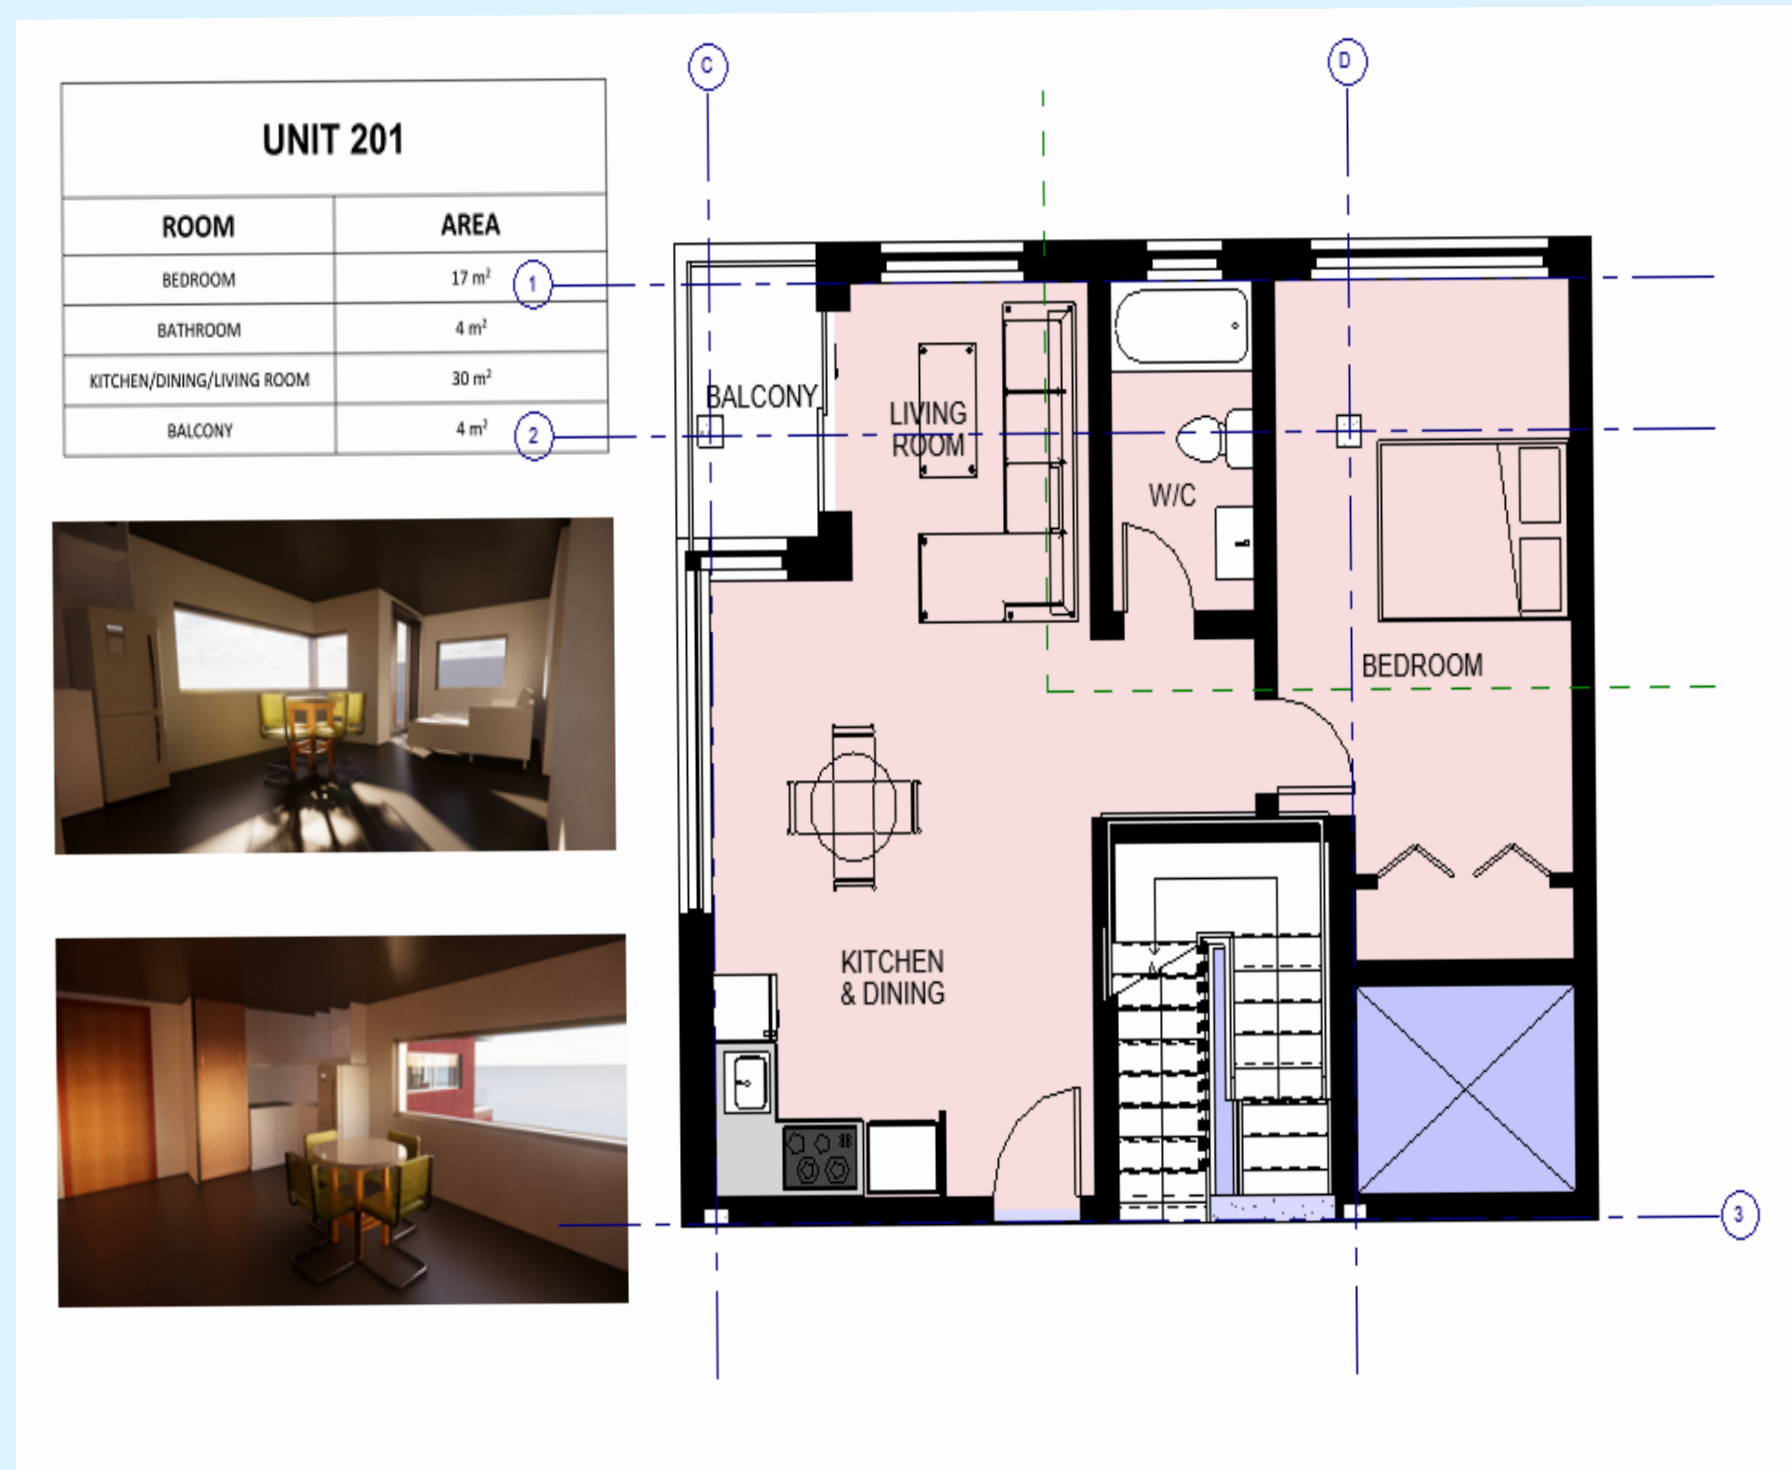 UNIT 201
ROOM AREA
BEDROOM 17 m²
BATHROOM 4 m²
KITCHEN/DINING/LIVING ROOM 30 m²
BALCONY 4 m²
C
D
1
2
3
BALCONY
LIVING
ROOM
W/C
BEDROOM
KITCHEN
& DINING